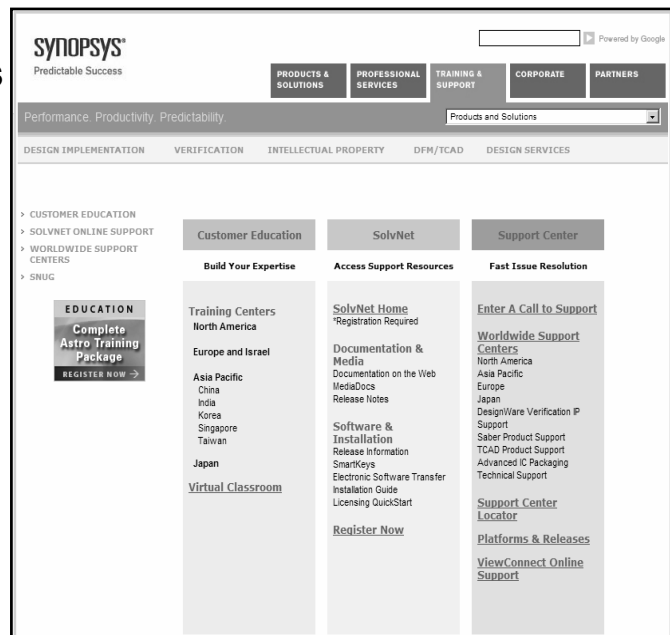 SYNOPSYS®
Predictable Success
Powered by Google
PRODUCTS &
SOLUTIONS
PROFESSIONAL
SERVICES
TRAINING &
SUPPORT
CORPORATE
PARTNERS
Performance. Productivity. Predictability.
Products and Solutions
DESIGN IMPLEMENTATION VERIFICATION INTELLECTUAL PROPERTY DFM/TCAD DESIGN SERVICES
> CUSTOMER EDUCATION
> SOLVNET ONLINE SUPPORT
> WORLDWIDE SUPPORT
CENTERS
> SNUG
EDUCATION
Complete
Astro Training
Package
REGISTER NOW →
Customer Education
Build Your Expertise
Training Centers
North America
Europe and Israel
Asia Pacific
China
India
Korea
Singapore
Taiwan
Japan
Virtual Classroom
SolvNet
Access Support Resources
SolvNet Home
*Registration Required
Documentation &
Media
Documentation on the Web
MediaDocs
Release Notes
Software &
Installation
Release Information
SmartKeys
Electronic Software Transfer
Installation Guide
Licensing QuickStart
Register Now
Support Center
Fast Issue Resolution
Enter A Call to Support
Worldwide Support
Centers
North America
Asia Pacific
Europe
Japan
DesignWare Verification IP
Support
Saber Product Support
TCAD Product Support
Advanced IC Packaging
Technical Support
Support Center
Locator
Platforms & Releases
ViewConnect Online
Support